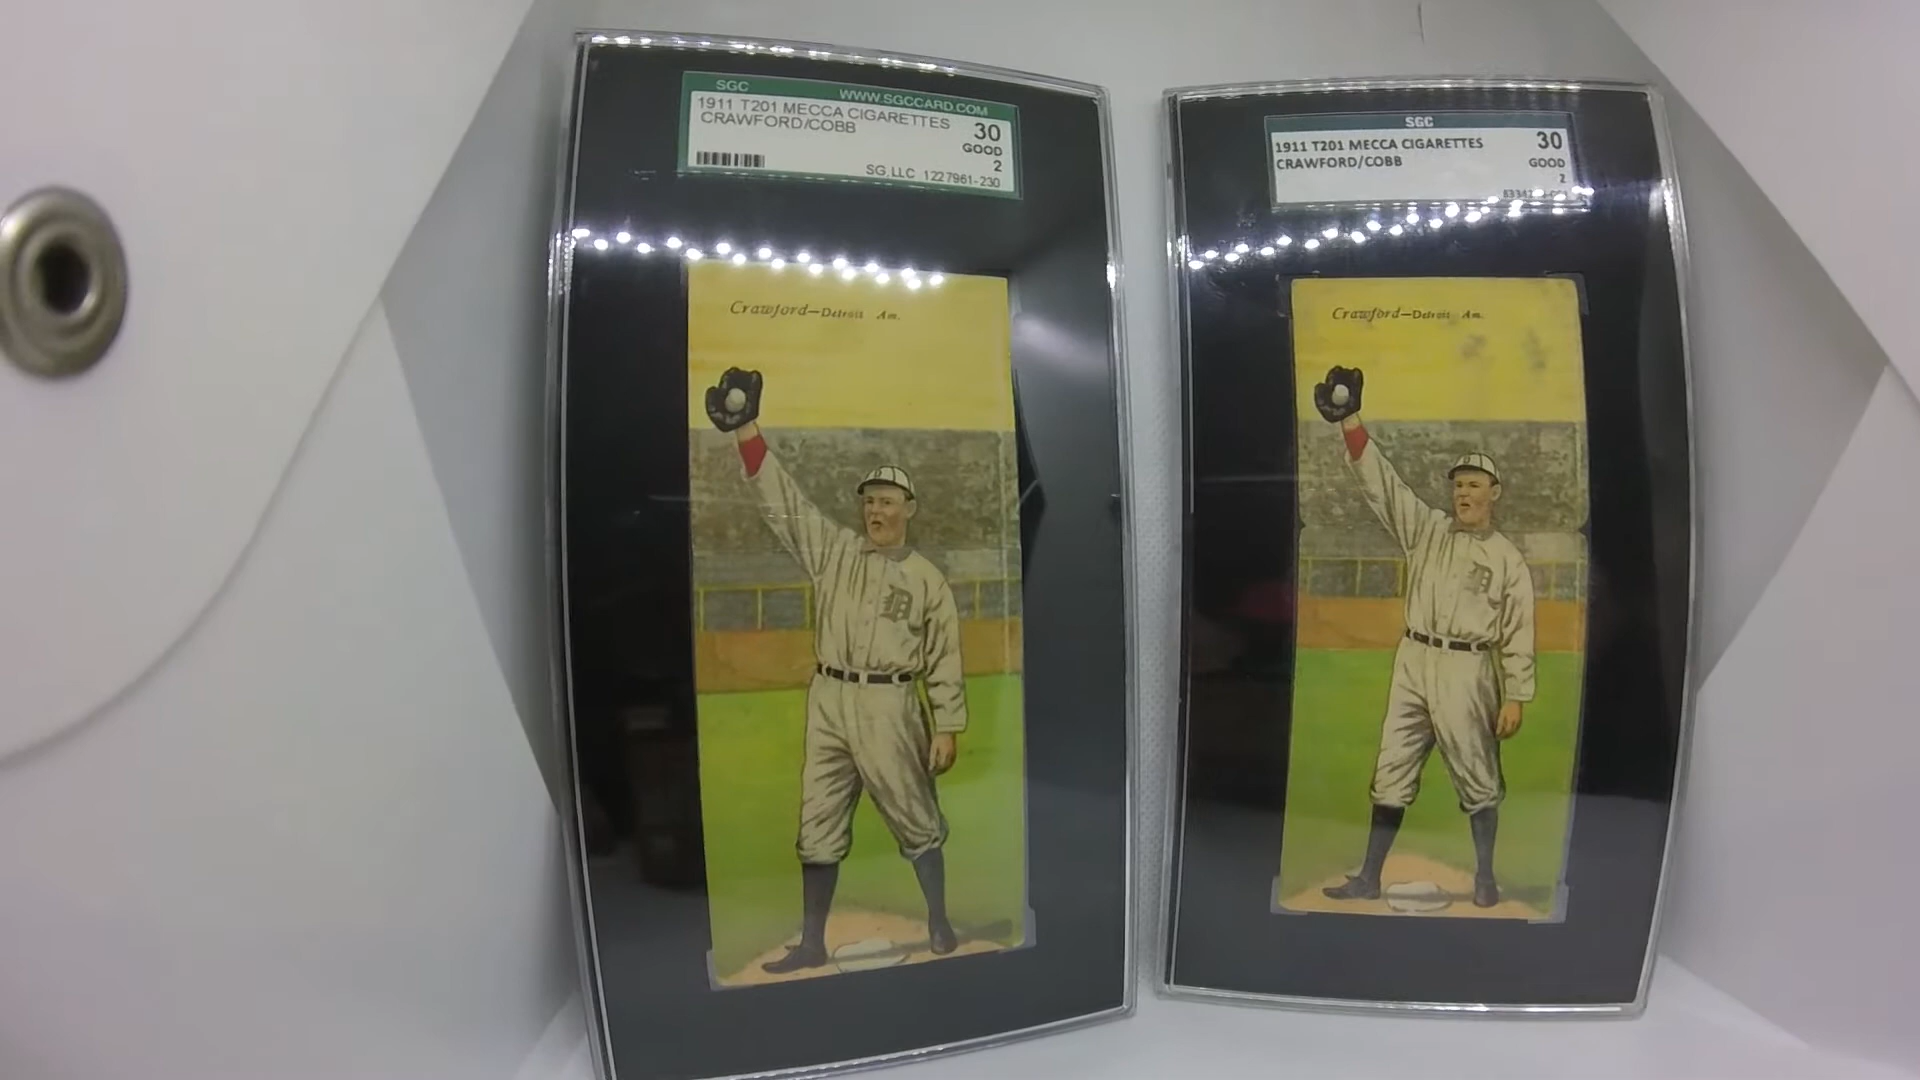 SGC WWW.SGCCARD.COM
1911 T201 MECCA CIGARETTES
CRAWFORD/COBB
30
GOOD
2
SG,LLC 1227961-230
Crawford—Detroit Am.
D
D
SGC
1911 T201 MECCA CIGARETTES
CRAWFORD/COBB
30
GOOD
2
Crawford—Detroit Am.
D
D